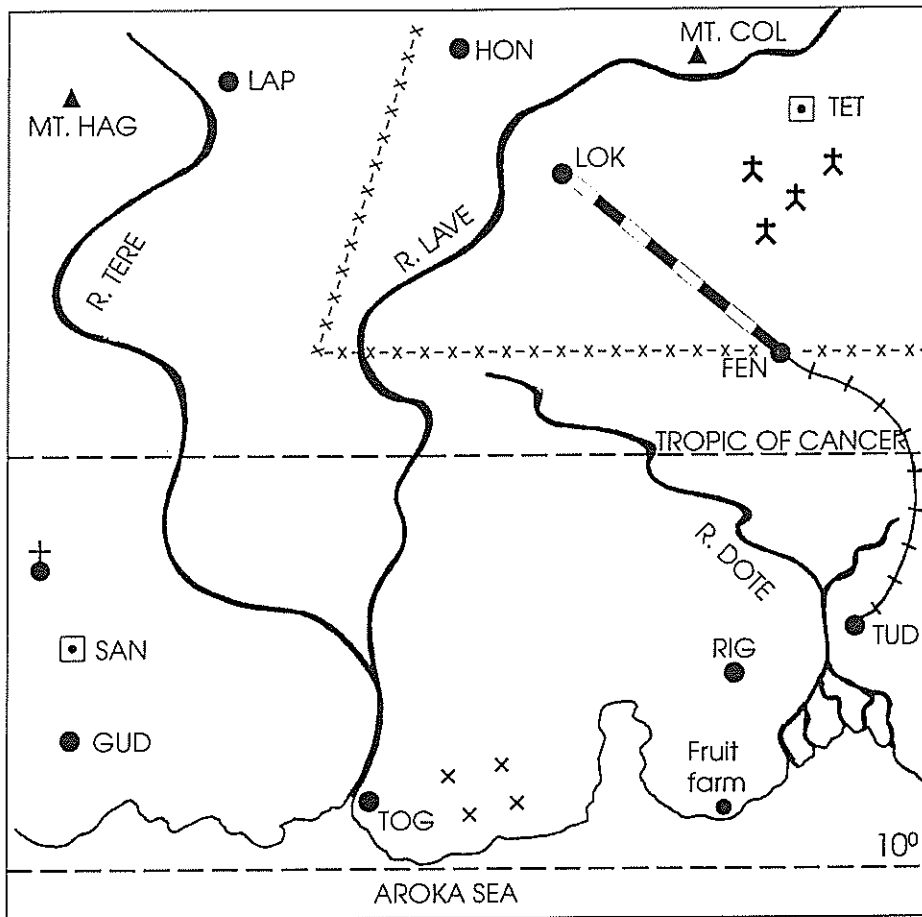 MT. COL
HON
LAP
MT. HAG
TET
LOK
R. LAVE
R. TERE
FEN
TROPIC OF CANCER
R. DOTE
SAN
TUD
RIG
GUD
Fruit
farm
TOG
10⁰
AROKA SEA